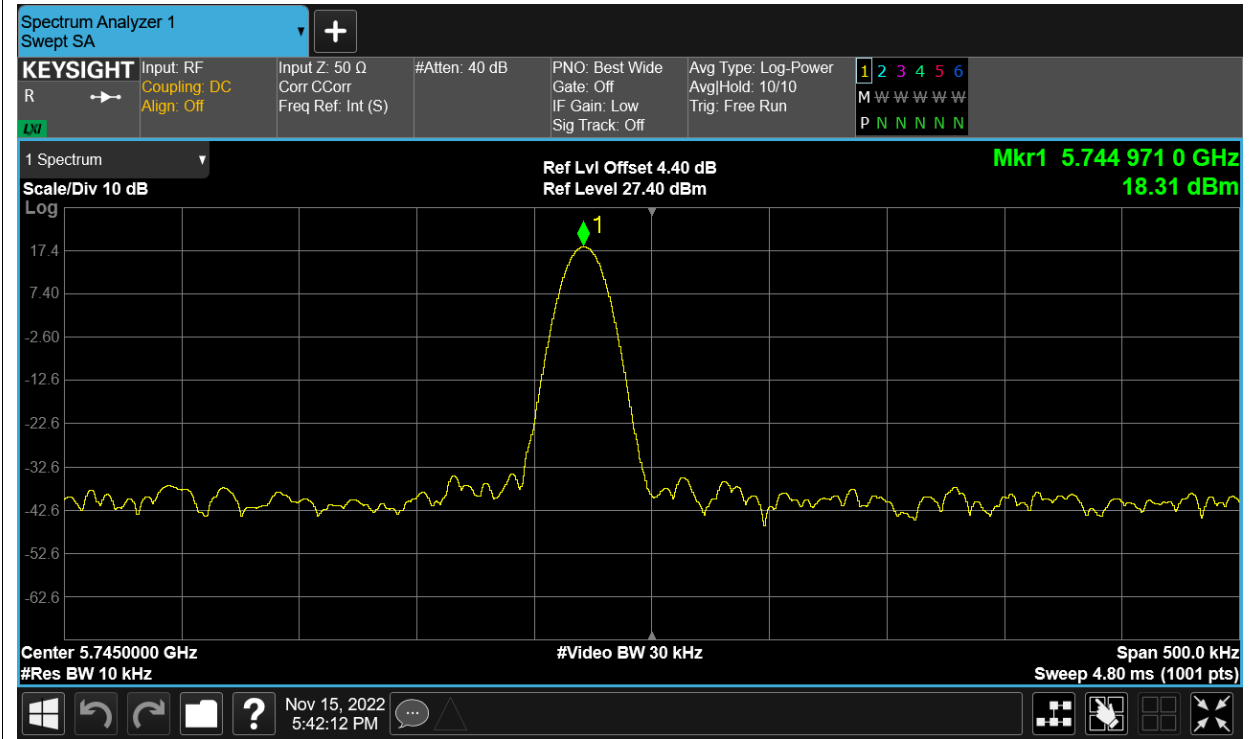 Spectrum Analyzer 1
Swept SA
KEYSIGHT
R
LXI
Input: RF
Coupling: DC
Align: Off
Input Z: 50 Ω
Corr CCorr
Freq Ref: Int (S)
#Atten: 40 dB
PNO: Best Wide
Gate: Off
IF Gain: Low
Sig Track: Off
Avg Type: Log-Power
Avg|Hold: 10/10
Trig: Free Run
1 2 3 4 5 6
M W W W W W
P N N N N N
1 Spectrum
Scale/Div 10 dB
Log
Ref Lvl Offset 4.40 dB
Ref Level 27.40 dBm
Mkr1 5.744 971 0 GHz
18.31 dBm
1
17.4
7.40
-2.60
-12.6
-22.6
-32.6
-42.6
-52.6
-62.6
Center 5.7450000 GHz
#Res BW 10 kHz
#Video BW 30 kHz
Span 500.0 kHz
Sweep 4.80 ms (1001 pts)
?
Nov 15, 2022
5:42:12 PM